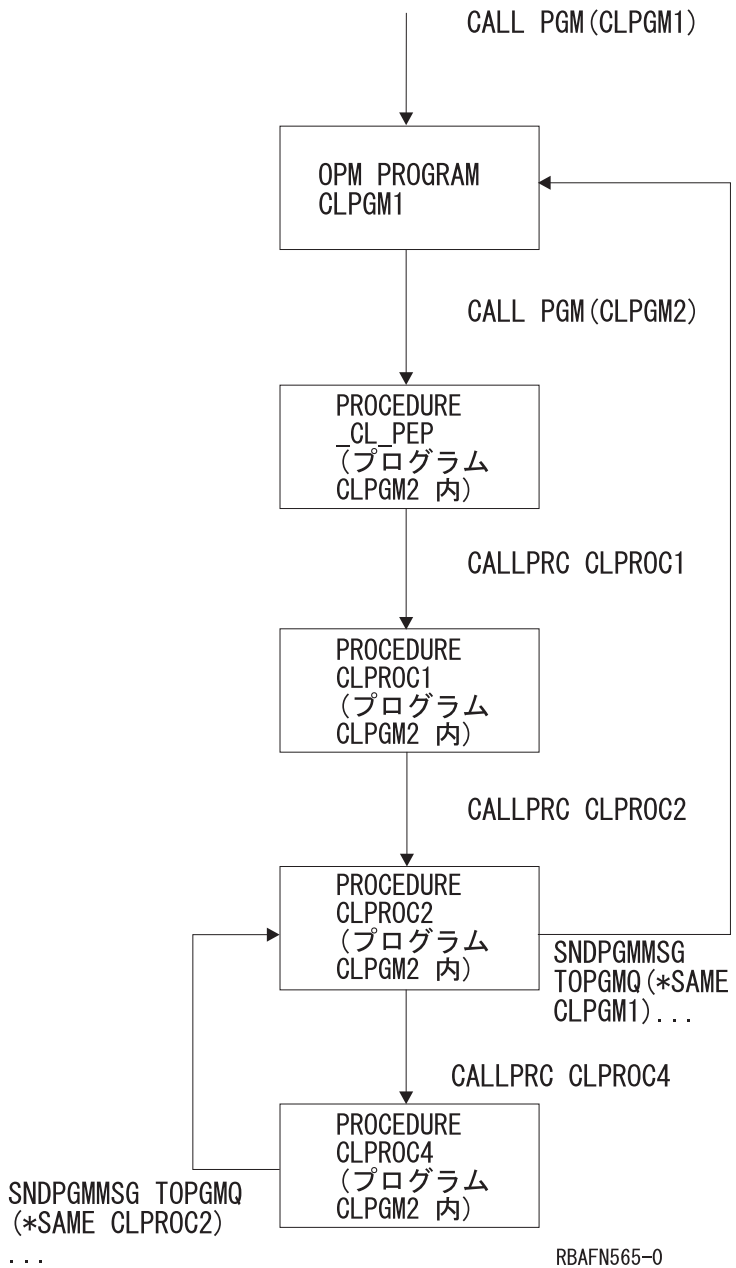 CALL PGM(CLPGM1)
OPM PROGRAM
CLPGM1
CALL PGM(CLPGM2)
PROCEDURE
_CL_PEP
(プログラム
CLPGM2 内)
CALLPRC CLPROC1
PROCEDURE
CLPROC1
(プログラム
CLPGM2 内)
CALLPRC CLPROC2
PROCEDURE
CLPROC2
(プログラム
CLPGM2 内)
SNDPGMMSG
TOPGMQ(*SAME
CLPGM1)...
CALLPRC CLPROC4
PROCEDURE
CLPROC4
(プログラム
CLPGM2 内)
SNDPGMMSG TOPGMQ
(*SAME CLPROC2)
...
RBAFN565-0